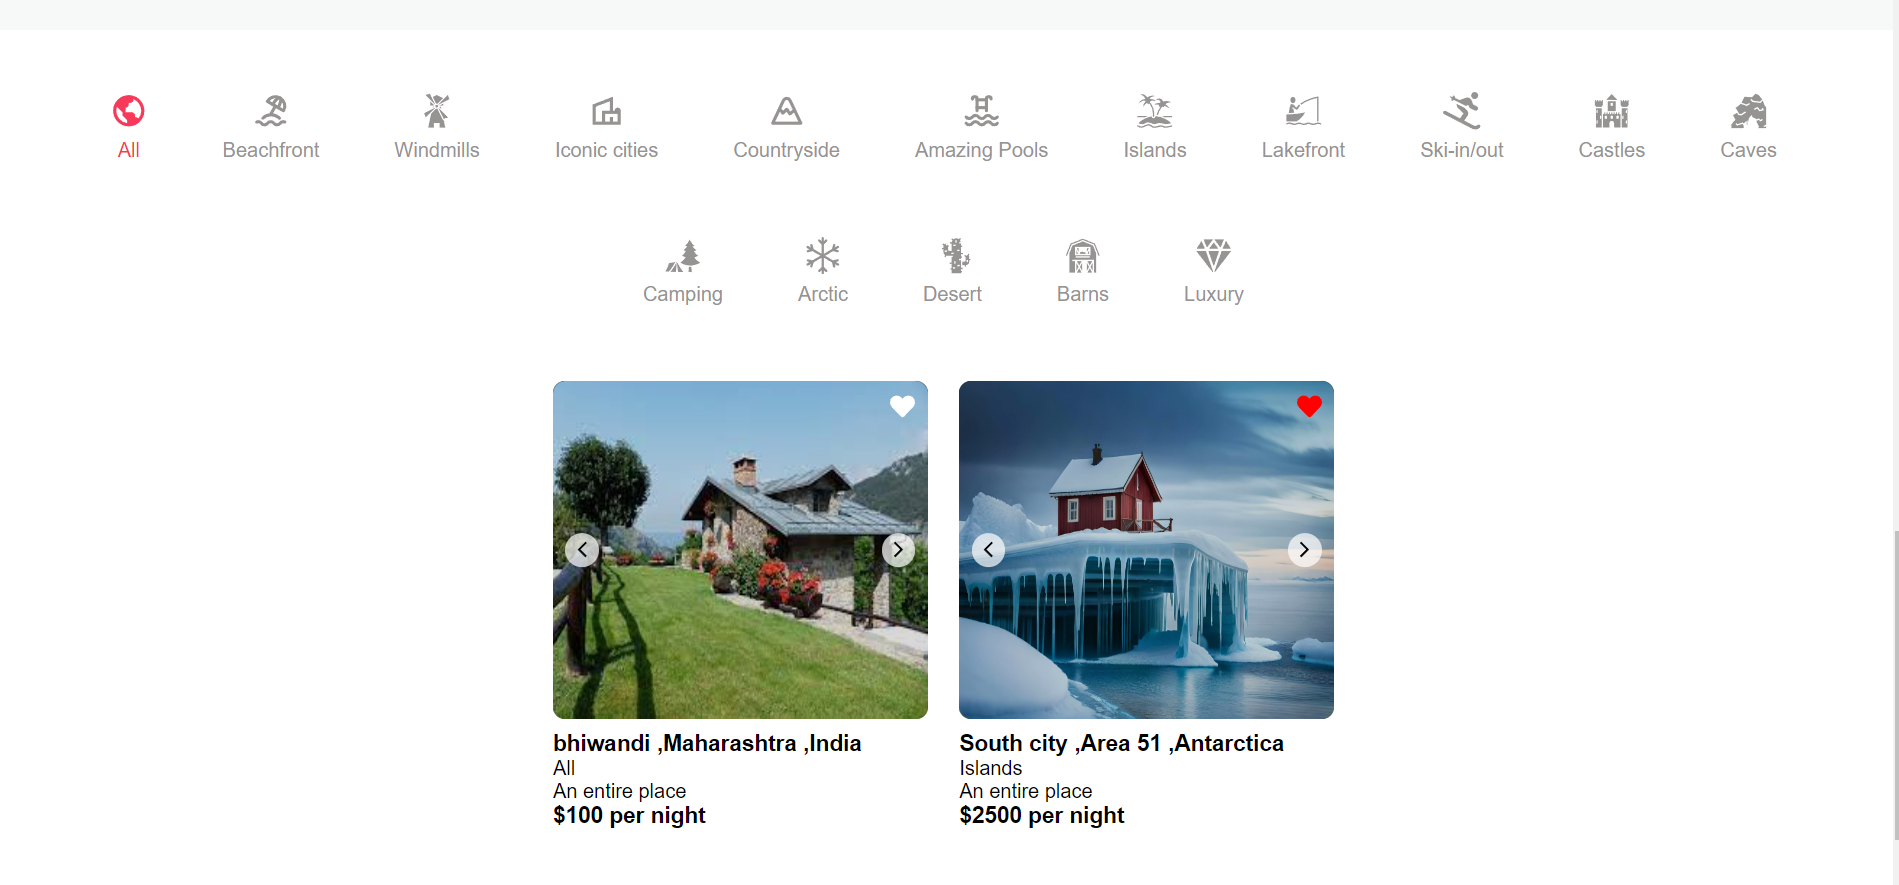 All
Beachfront
Windmills
Iconic cities
Countryside
Amazing Pools
Islands
Lakefront
Ski-in/out
Castles
Caves
Camping
Arctic
Desert
Barns
Luxury
bhiwandi ,Maharashtra ,India
All
An entire place
$100 per night
South city ,Area 51 ,Antarctica
Islands
An entire place
$2500 per night